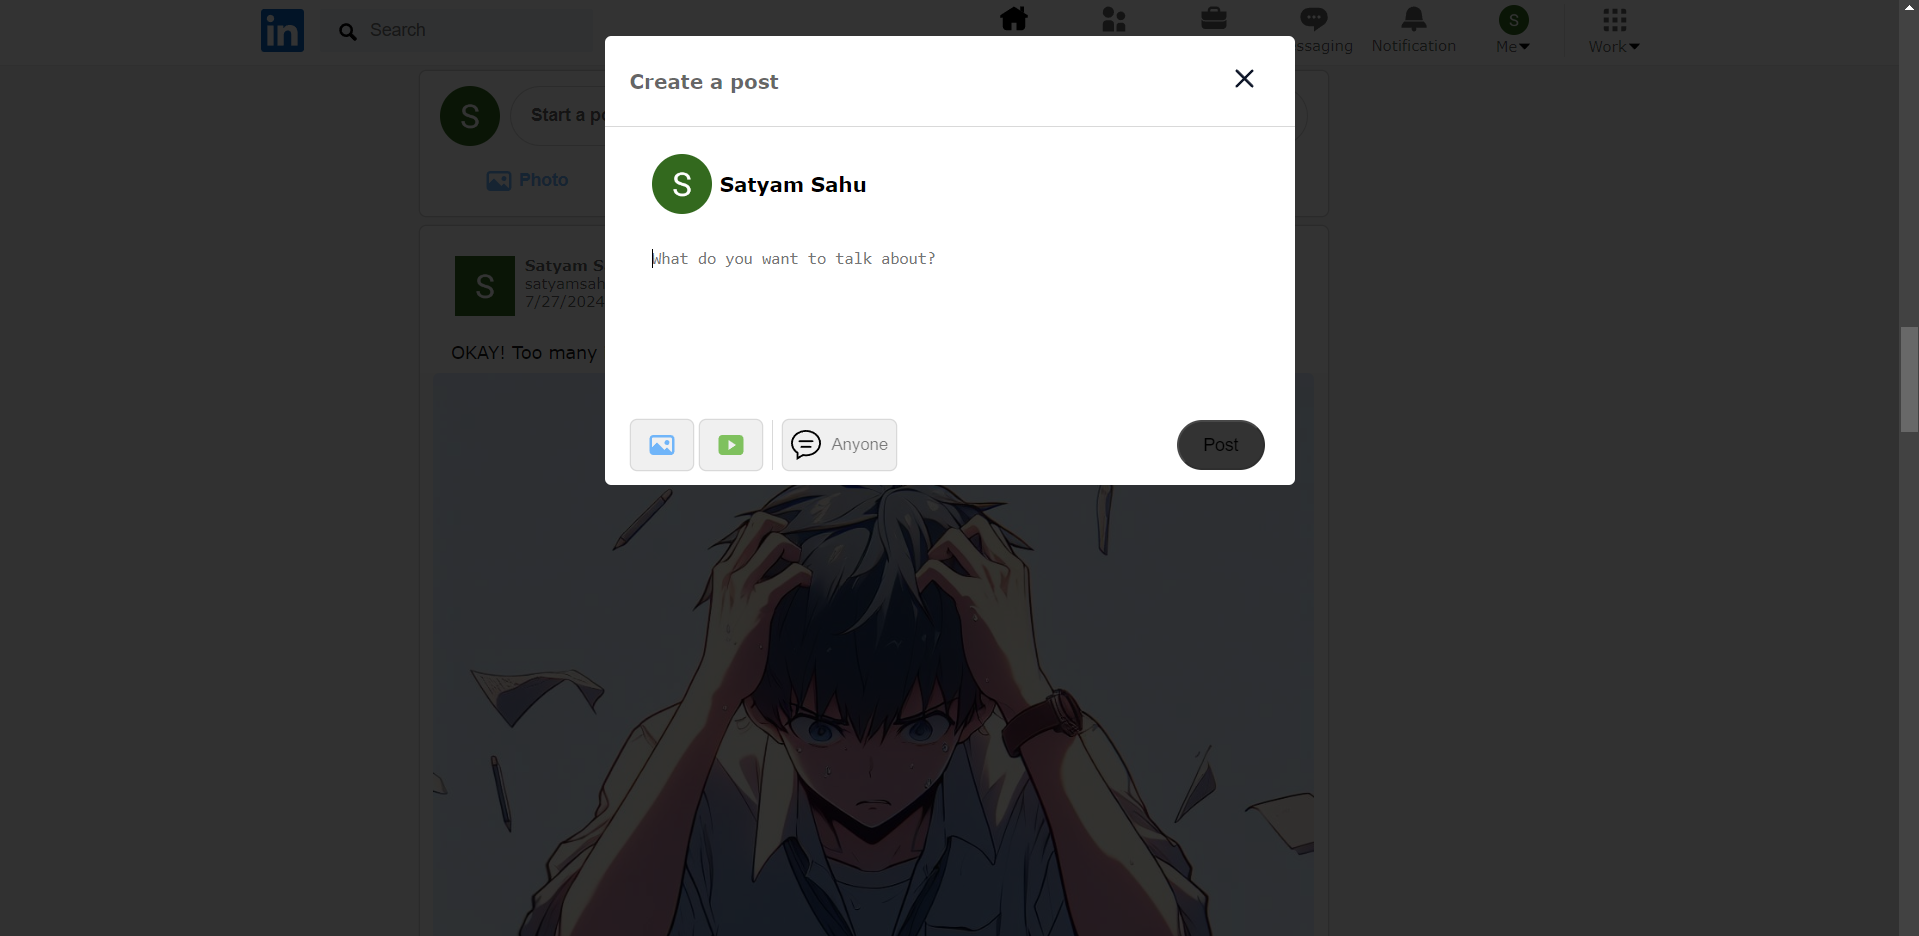 in
Search
Notification
S
Me
Work
Create a post
S
Start a
Photo
S
Satyam Sahu
What do you want to talk about?
S
Satyam S
satyamsah
7/27/2024
OKAY! Too many
Anyone
Post